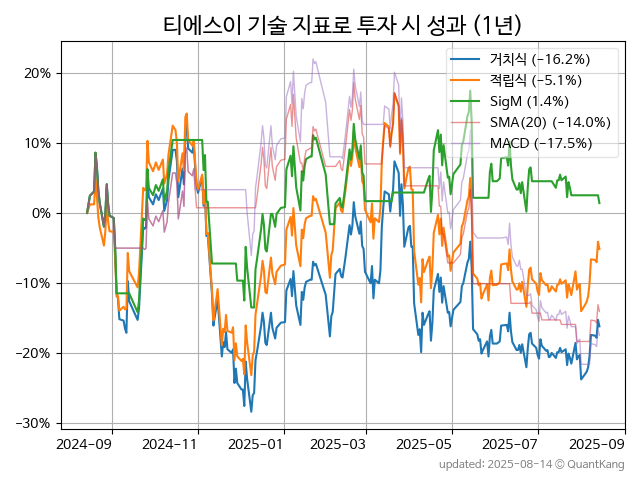 티에스이 기술 지표로 투자 시 성과 (1년)
거치식 (−16.2%)
적립식 (−5.1%)
SigM (1.4%)
SMA(20) (−14.0%)
MACD (−17.5%)
20%
10%
0%
−10%
−20%
−30%
2024-09 2024-11 2025-01 2025-03 2025-05 2025-07 2025-09
updated: 2025-08-14 © QuantKang